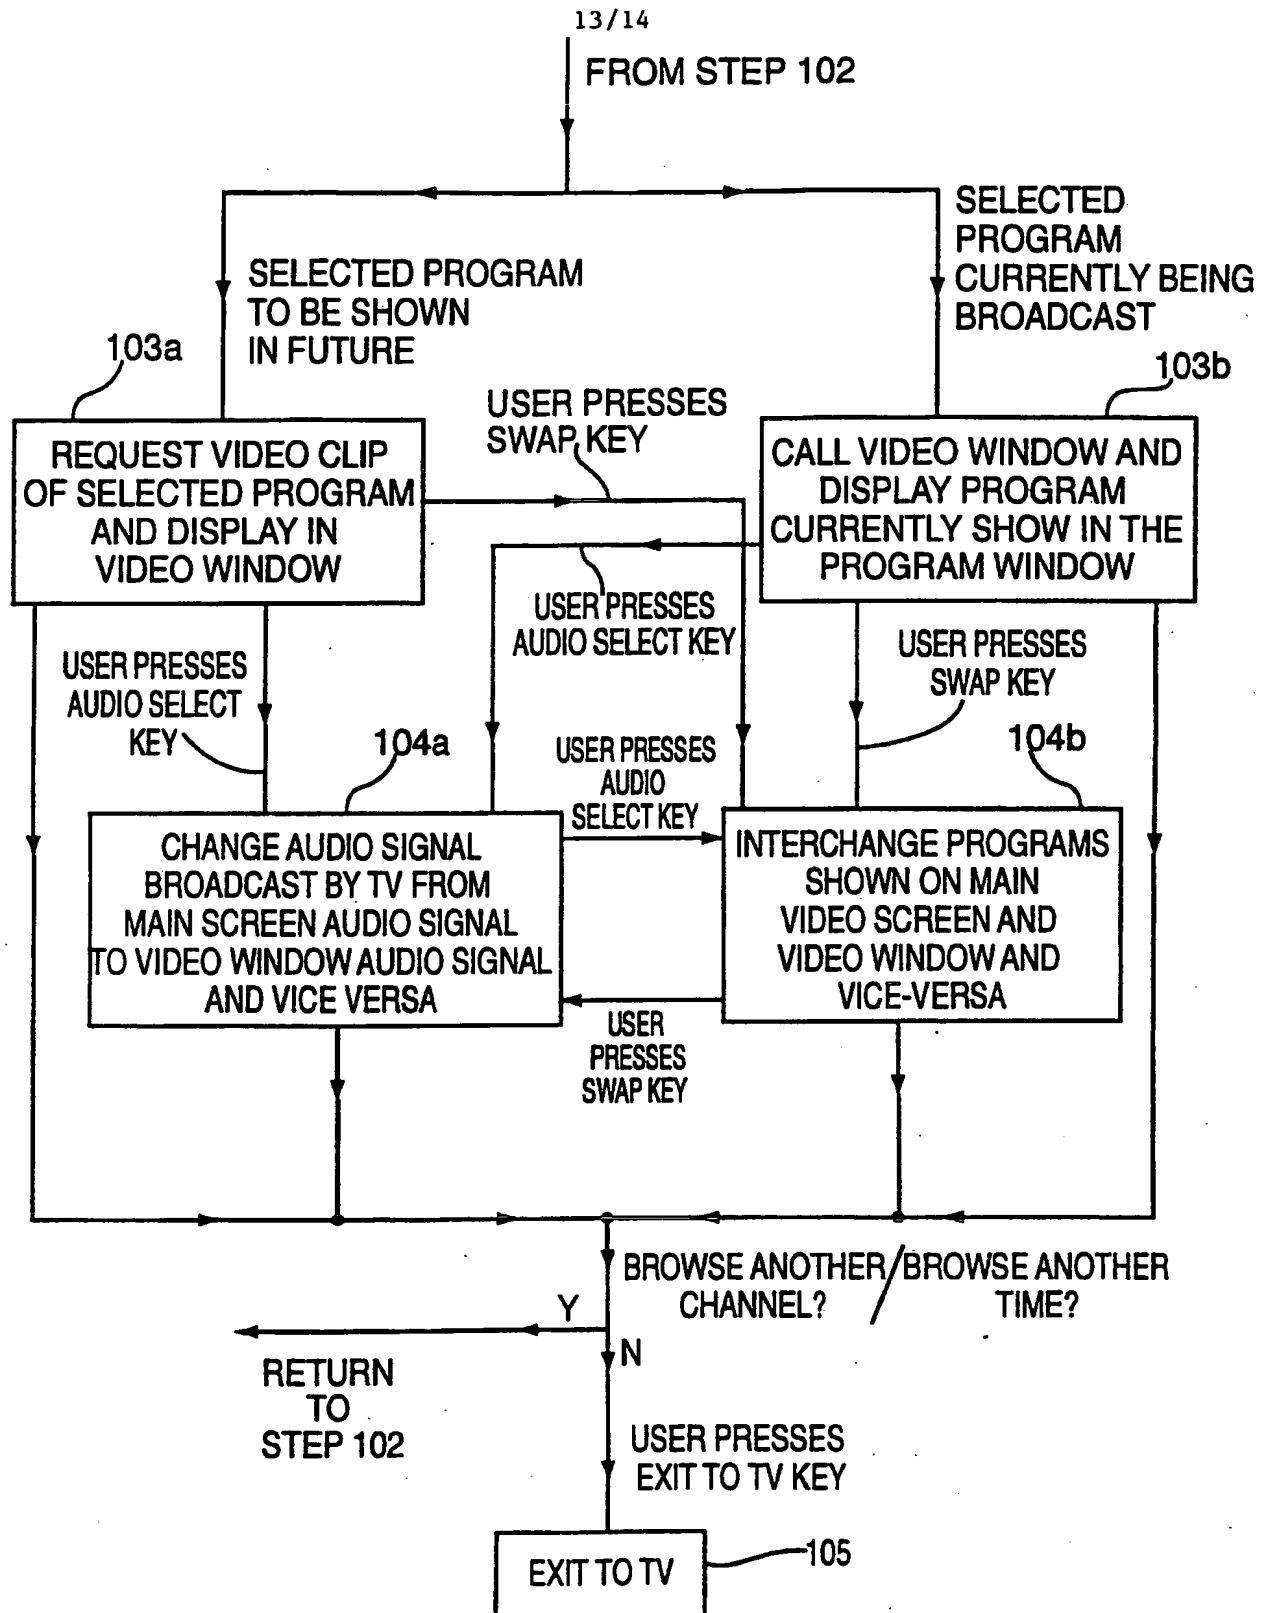 13/14
FROM STEP 102
SELECTED
PROGRAM
CURRENTLY BEING
BROADCAST
SELECTED PROGRAM
TO BE SHOWN
IN FUTURE
103a
103b
USER PRESSES
SWAP KEY
REQUEST VIDEO CLIP
OF SELECTED PROGRAM
AND DISPLAY IN
VIDEO WINDOW
CALL VIDEO WINDOW AND
DISPLAY PROGRAM
CURRENTLY SHOW IN THE
PROGRAM WINDOW
USER PRESSES
AUDIO SELECT KEY
USER PRESSES
AUDIO SELECT
KEY
USER PRESSES
SWAP KEY
104a
USER PRESSES
AUDIO
SELECT KEY
104b
CHANGE AUDIO SIGNAL
BROADCAST BY TV FROM
MAIN SCREEN AUDIO SIGNAL
TO VIDEO WINDOW AUDIO SIGNAL
AND VICE VERSA
INTERCHANGE PROGRAMS
SHOWN ON MAIN
VIDEO SCREEN AND
VIDEO WINDOW AND
VICE-VERSA
USER
PRESSES
SWAP KEY
BROWSE ANOTHER / BROWSE ANOTHER
CHANNEL? TIME?
Y
N
RETURN
TO
STEP 102
USER PRESSES
EXIT TO TV KEY
EXIT TO TV
105